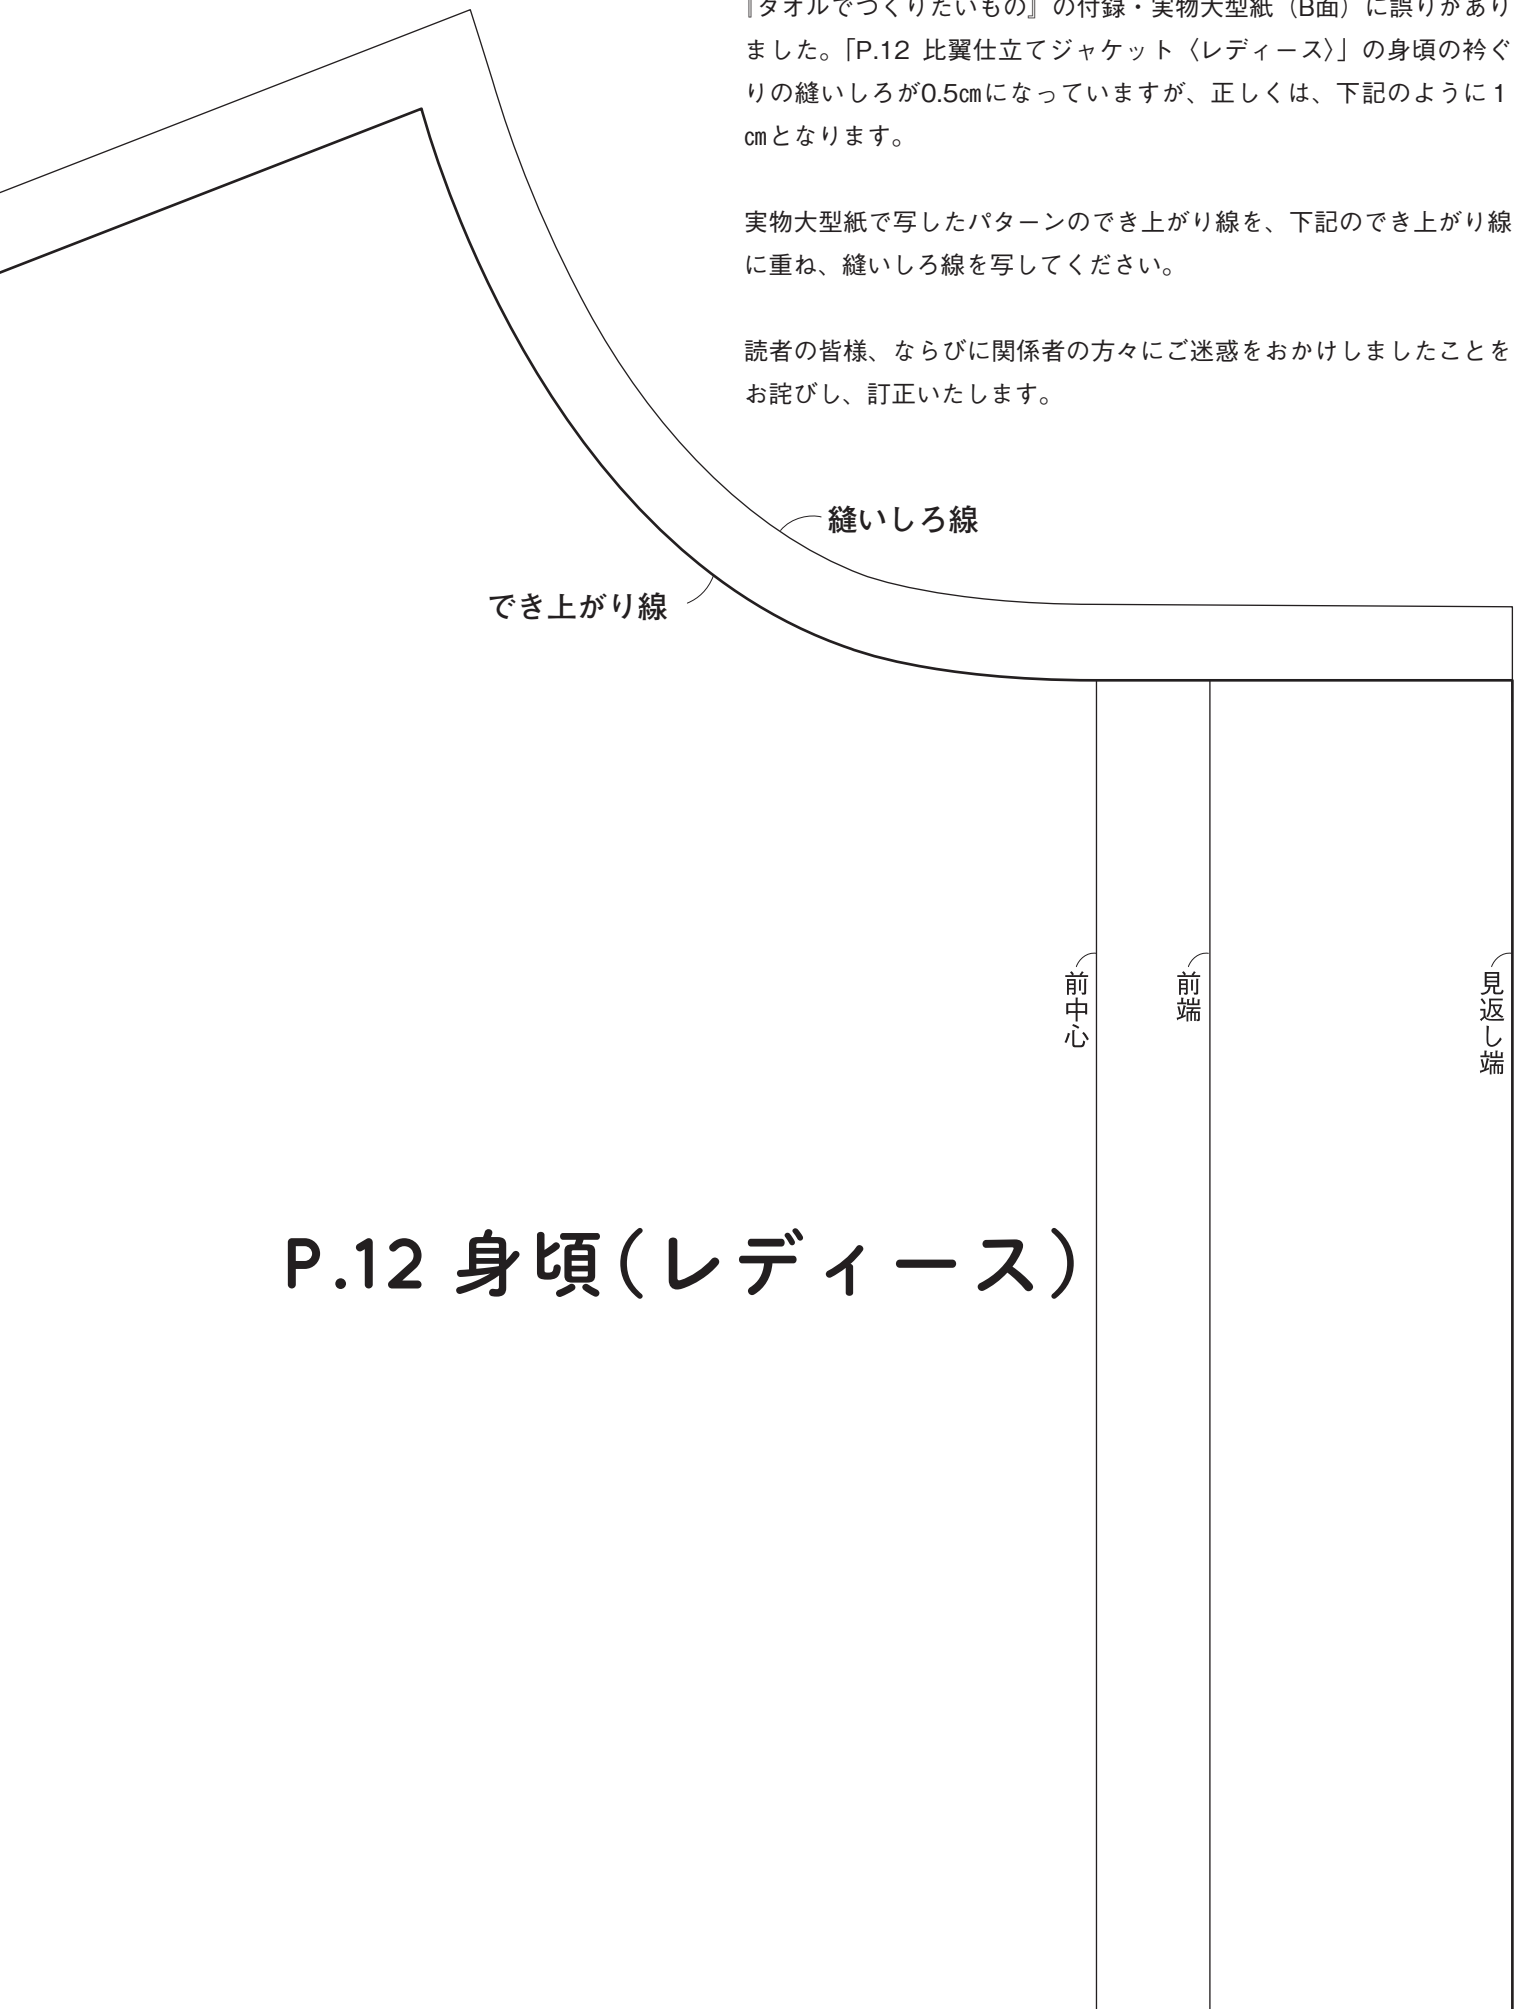 『タオルでつくりたいもの』の付録・実物大型紙（B面）に誤りがあり
ました。「P.12 比翼仕立てジャケット〈レディース〉」の身頃の衿ぐ
りの縫いしろが0.5㎝になっていますが、正しくは、下記のように1
㎝となります。
実物大型紙で写したパターンのでき上がり線を、下記のでき上がり線
に重ね、縫いしろ線を写してください。
読者の皆様、ならびに関係者の方々にご迷惑をおかけしましたことを
お詫びし、訂正いたします。
縫いしろ線
でき上がり線
前中心
前端
見返し端
P.12 身頃(レディース)